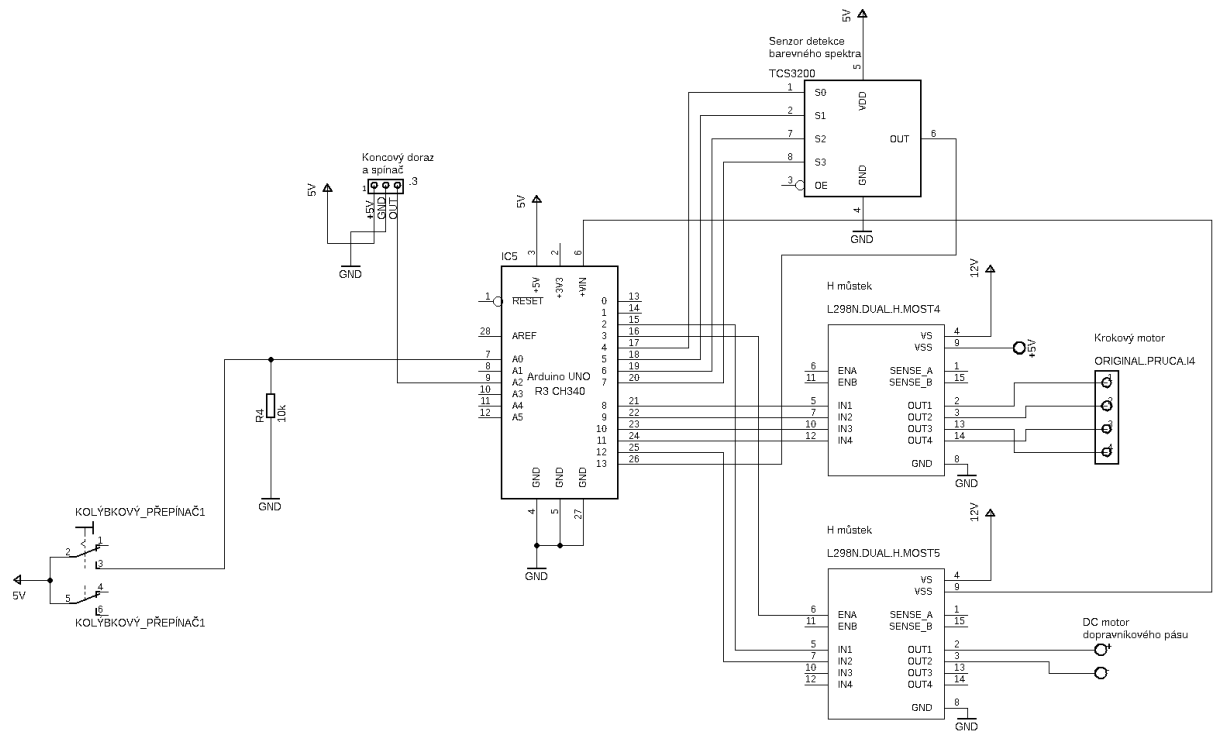 5V
Senzor detekce
barevného spektra
TCS3200
5
VDD
1 S0
2 S1
7 S2
8 S3
3 OE
OUT 6
GND
4
GND
Koncový doraz
a spínač
1
.3
5V
+5V
GND
OUT
GND
5V
IC5
3 2 6
+5V +3V3 +VIN
1 RESET
28 AREF
7 A0
8 A1
9 A2
10 A3
11 A4
12 A5
Arduino UNO
R3 CH340
0 13
1 14
2 15
3 16
4 17
5 18
6 19
7 20
8 21
9 22
10 23
11 24
12 25
13 26
GND GND GND
4 5 27
GND
R4
10k
GND
KOLÝBKOVÝ_PŘEPÍNAČ1
2 1
3
5V
5 4
6
KOLÝBKOVÝ_PŘEPÍNAČ1
12V
H můstek
L298N.DUAL.H.MOST4
VS 4
VSS 9
+5V
6 ENA
11 ENB
SENSE_A 1
SENSE_B 15
5 IN1
7 IN2
10 IN3
12 IN4
OUT1 2
OUT2 3
OUT3 13
OUT4 14
GND 8
GND
Krokový motor
ORIGINAL.PRUCA.I4
1
2
3
4
12V
H můstek
L298N.DUAL.H.MOST5
VS 4
VSS 9
6 ENA
11 ENB
SENSE_A 1
SENSE_B 15
5 IN1
7 IN2
10 IN3
12 IN4
OUT1 2
OUT2 3
OUT3 13
OUT4 14
GND 8
GND
DC motor
dopravníkového pásu
+
-